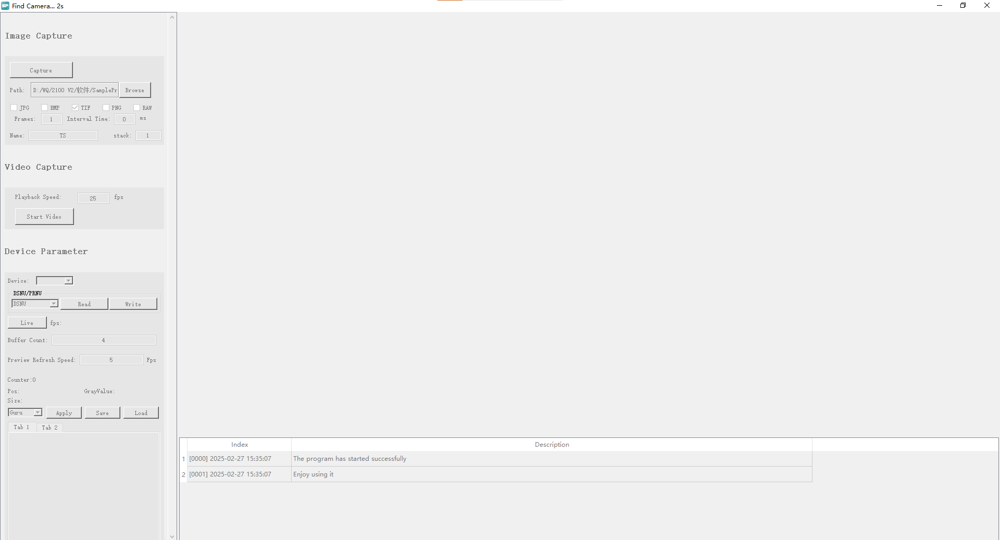 SP Find Camera... 2s
Image Capture
Capture
Path: D:/WQ/2100 V2/软件/SamplePr Browse
JPG BMP TIF PNG RAW
Frames: 1 Interval Time: 0 ms
Name: TS stack: 1
Video Capture
Playback Speed: 25 fps
Start Video
Device Parameter
Device:
DSNU/PRNU
DSNU Read Write
Live fps:
Buffer Count: 4
Preview Refresh Speed: 5 Fps
Counter:0
Pos: GrayValue:
Size:
Guru Apply Save Load
Tab 1 Tab 2
Index Description
1 [0000] 2025-02-27 15:35:07 The program has started successfully
2 [0001] 2025-02-27 15:35:07 Enjoy using it